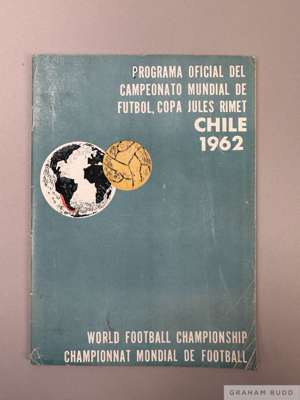 PROGRAMA OFICIAL DEL
CAMPEONATO MUNDIAL DE
FUTBOL, COPA JULES RIMET
CHILE
1962
WORLD FOOTBALL CHAMPIONSHIP
CHAMPIONNAT MONDIAL DE FOOTBALL
GRAHAM BUDD